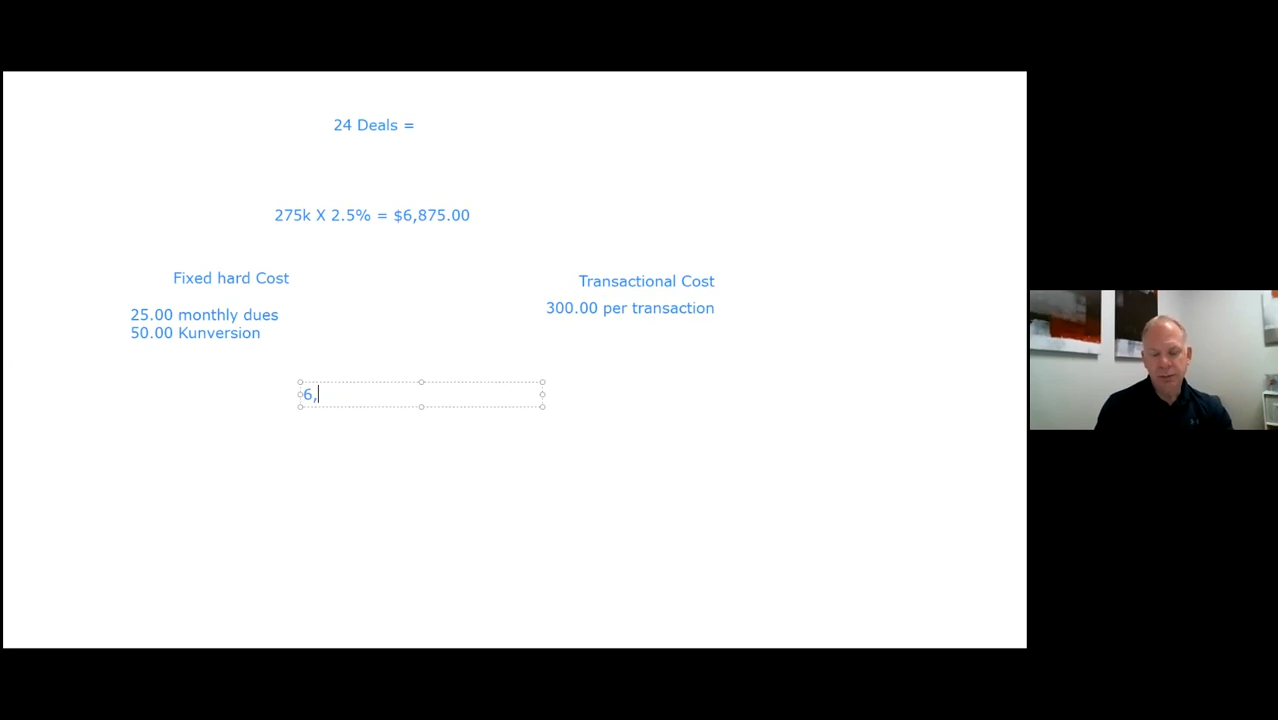 24 Deals =
275k X 2.5% = $6,875.00
Fixed hard Cost
25.00 monthly dues
50.00 Kunversion
Transactional Cost
300.00 per transaction
6,